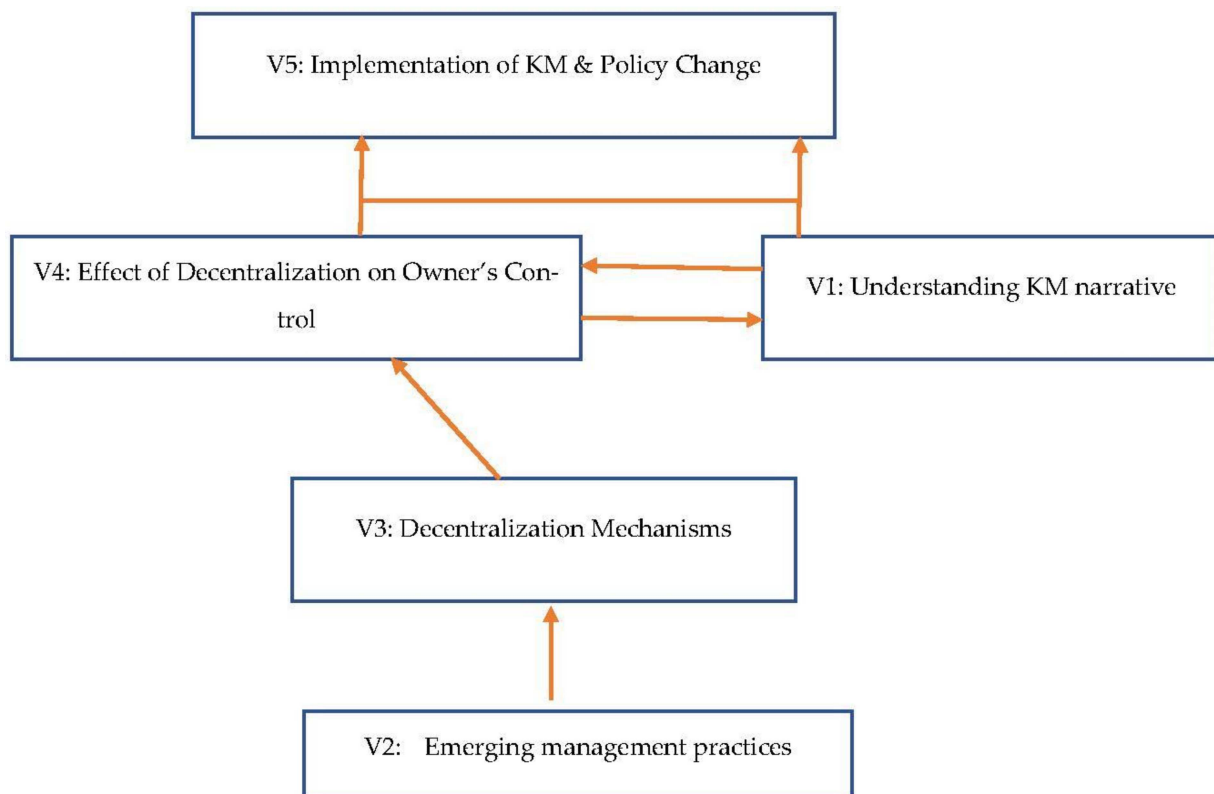 V5: Implementation of KM & Policy Change
V4: Effect of Decentralization on Owner’s Con-
trol
V1: Understanding KM narrative
V3: Decentralization Mechanisms
V2: Emerging management practices